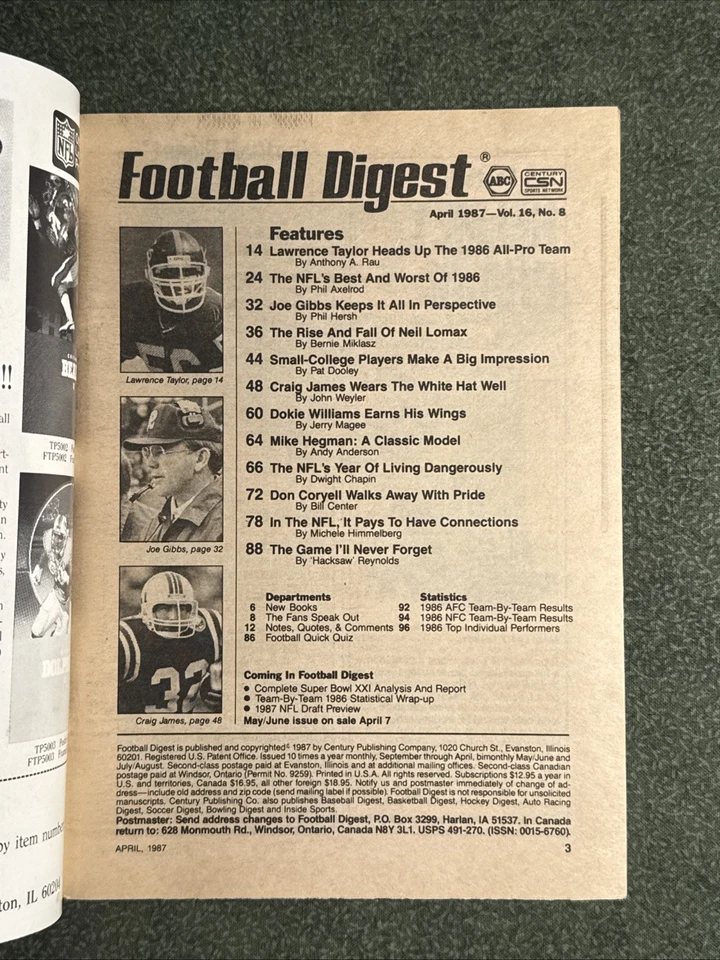 Football Digest®
ABC
CENTURY
CSN
SPORTS NETWORK
April 1987—Vol. 16, No. 8
Features
14 Lawrence Taylor Heads Up The 1986 All-Pro Team
By Anthony A. Rau
24 The NFL's Best And Worst Of 1986
By Phil Axelrod
32 Joe Gibbs Keeps It All In Perspective
By Phil Hersh
36 The Rise And Fall Of Neil Lomax
By Bernie Miklasz
44 Small-College Players Make A Big Impression
By Pat Dooley
48 Craig James Wears The White Hat Well
By John Weyler
60 Dokie Williams Earns His Wings
By Jerry Magee
64 Mike Hegman: A Classic Model
By Andy Anderson
66 The NFL's Year Of Living Dangerously
By Dwight Chapin
72 Don Coryell Walks Away With Pride
By Bill Center
78 In The NFL, It Pays To Have Connections
By Michele Himmelberg
88 The Game I'll Never Forget
By 'Hacksaw' Reynolds
Lawrence Taylor, page 14
Joe Gibbs, page 32
Craig James, page 48
Departments
6 New Books
8 The Fans Speak Out
12 Notes, Quotes, & Comments
86 Football Quick Quiz
Statistics
92 1986 AFC Team-By-Team Results
94 1986 NFC Team-By-Team Results
96 1986 Top Individual Performers
Coming In Football Digest
● Complete Super Bowl XXI Analysis And Report
● Team-By-Team 1986 Statistical Wrap-up
● 1987 NFL Draft Preview
May/June issue on sale April 7
Football Digest is published and copyrighted© 1987 by Century Publishing Company, 1020 Church St., Evanston, Illinois
60201. Registered U.S. Patent Office. Issued 10 times a year monthly, September through April, bimonthly May/June and
July/August. Second-class postage paid at Evanston, Illinois and at additional mailing offices. Second-class Canadian
postage paid at Windsor, Ontario (Permit No. 9259). Printed in U.S.A. All rights reserved. Subscriptions $12.95 a year in
U.S. and territories, Canada $16.95, all other foreign $18.95. Notify us and postmaster immediately of change of ad-
dress—include old address and zip code (send mailing label if possible). Football Digest is not responsible for unsolicited
manuscripts. Century Publishing Co. also publishes Baseball Digest, Basketball Digest, Hockey Digest, Auto Racing
Digest, Soccer Digest, Bowling Digest and Inside Sports.
Postmaster: Send address changes to Football Digest, P.O. Box 3299, Harlan, IA 51537. In Canada
return to: 628 Monmouth Rd., Windsor, Ontario, Canada N8Y 3L1. USPS 491-270. (ISSN: 0015-6760).
APRIL, 1987
3
NFL
!!
TP5002
FTP5002
TP5003
FTP5003
by item numb
ton, IL 60204